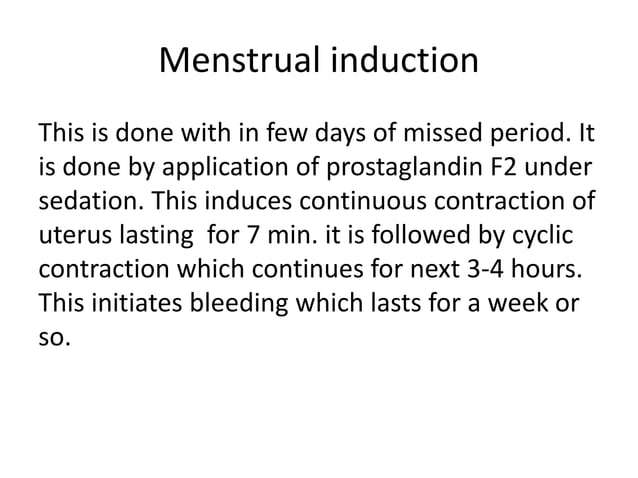 Menstrual induction
This is done with in few days of missed period. It
is done by application of prostaglandin F2 under
sedation. This induces continuous contraction of
uterus lasting  for 7 min. it is followed by cyclic
contraction which continues for next 3-4 hours.
This initiates bleeding which lasts for a week or
so.